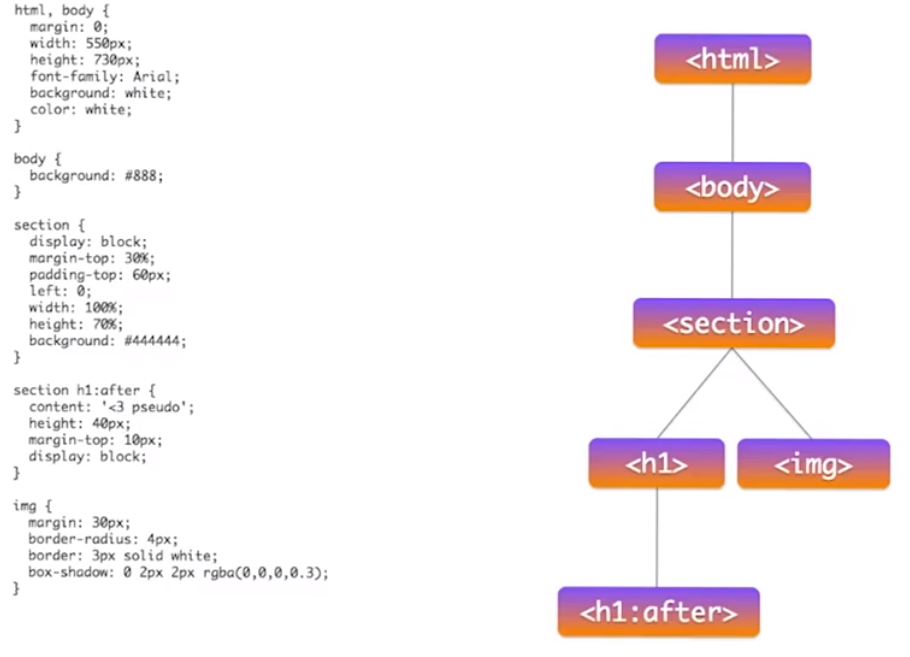 html, body {
margin: 0;
width: 550px;
height: 730px;
font-family: Arial;
background: white;
color: white;
}
body {
background: #888;
}
section {
display: block;
margin-top: 30%;
padding-top: 60px;
left: 0;
width: 100%;
height: 70%;
background: #444444;
}
section h1:after {
content: '<3 pseudo';
height: 40px;
margin-top: 10px;
display: block;
}
img {
margin: 30px;
border-radius: 4px;
border: 3px solid white;
box-shadow: 0 2px 2px rgba(0,0,0,0.3);
}
<html>
<body>
<section>
<h1>
<img>
<h1:after>